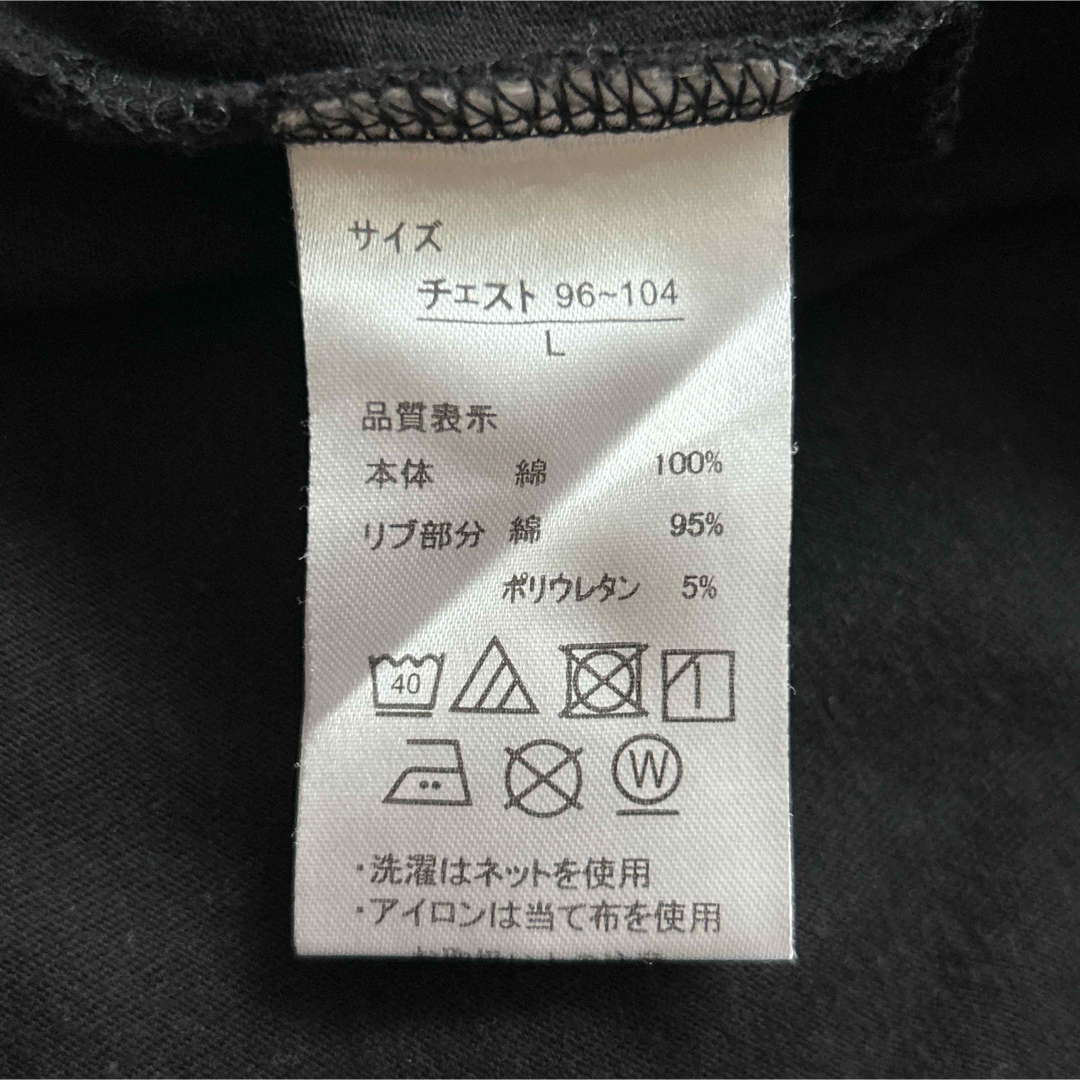 サイズ
チェスト 96~104
L
品質表示
本体 綿 100%
リブ部分 綿 95%
ポリウレタン 5%
40
W
・洗濯はネットを使用
・アイロンは当て布を使用